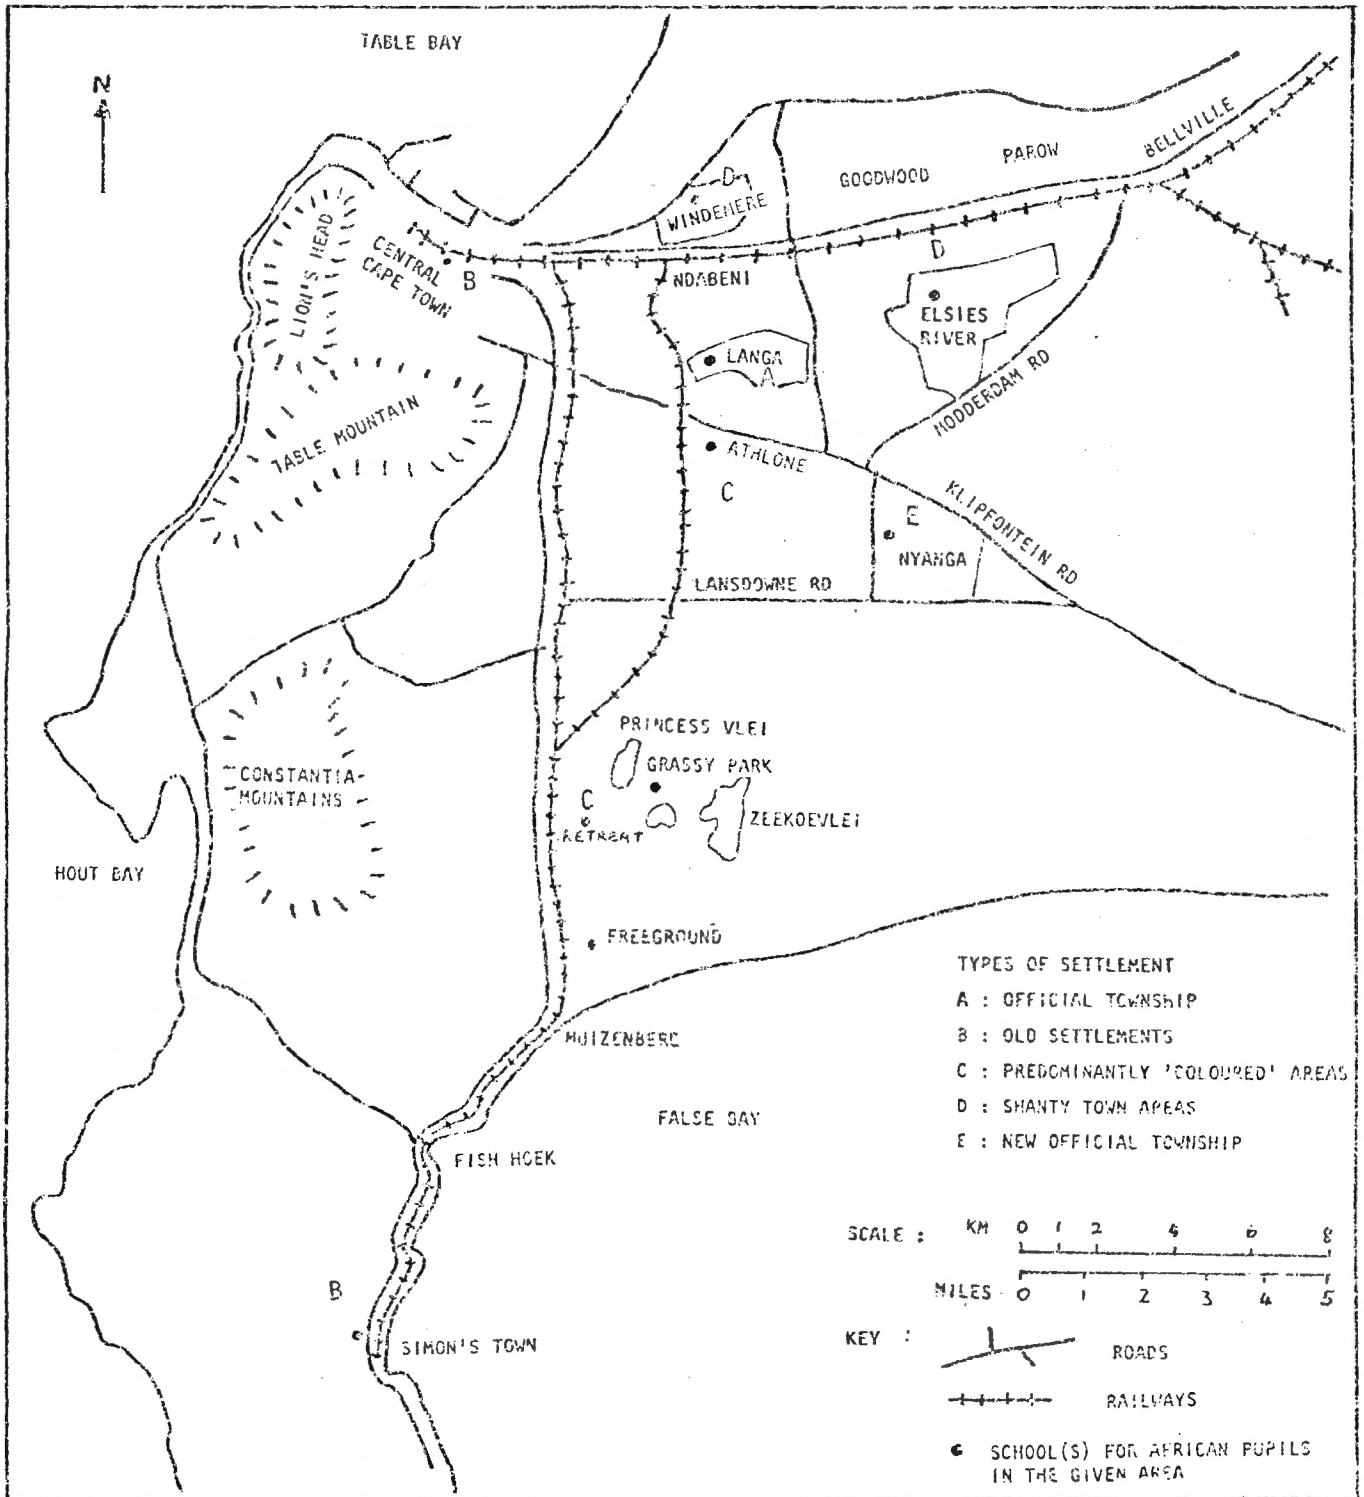 TABLE BAY
N
BELLVILLE
PAROW
GOODWOOD
D
WINDEMERE
LION'S HEAD
CENTRAL
CAPE TOWN
B
D
NDABENI
ELSIES
RIVER
LANGA
A
MODDERDAM RD
TABLE MOUNTAIN
ATHLONE
C
KLIPFONTEIN RD
E
NYANGA
LANSDOWNE RD
PRINCESS VLEI
GRASSY PARK
CONSTANTIA-
MOUNTAINS
C
ZEEKOEVLEI
RETREAT
HOUT BAY
FREEGROUND
TYPES OF SETTLEMENT
A : OFFICIAL TOWNSHIP
B : OLD SETTLEMENTS
C : PREDOMINANTLY 'COLOURED' AREAS
D : SHANTY TOWN AREAS
E : NEW OFFICIAL TOWNSHIP
MUIZENBERG
FALSE BAY
FISH HOEK
SCALE : KM 0 1 2 4 6 8
MILES 0 1 2 3 4 5
B
SIMON'S TOWN
KEY :
ROADS
RAILWAYS
SCHOOL(S) FOR AFRICAN PUPILS
IN THE GIVEN AREA